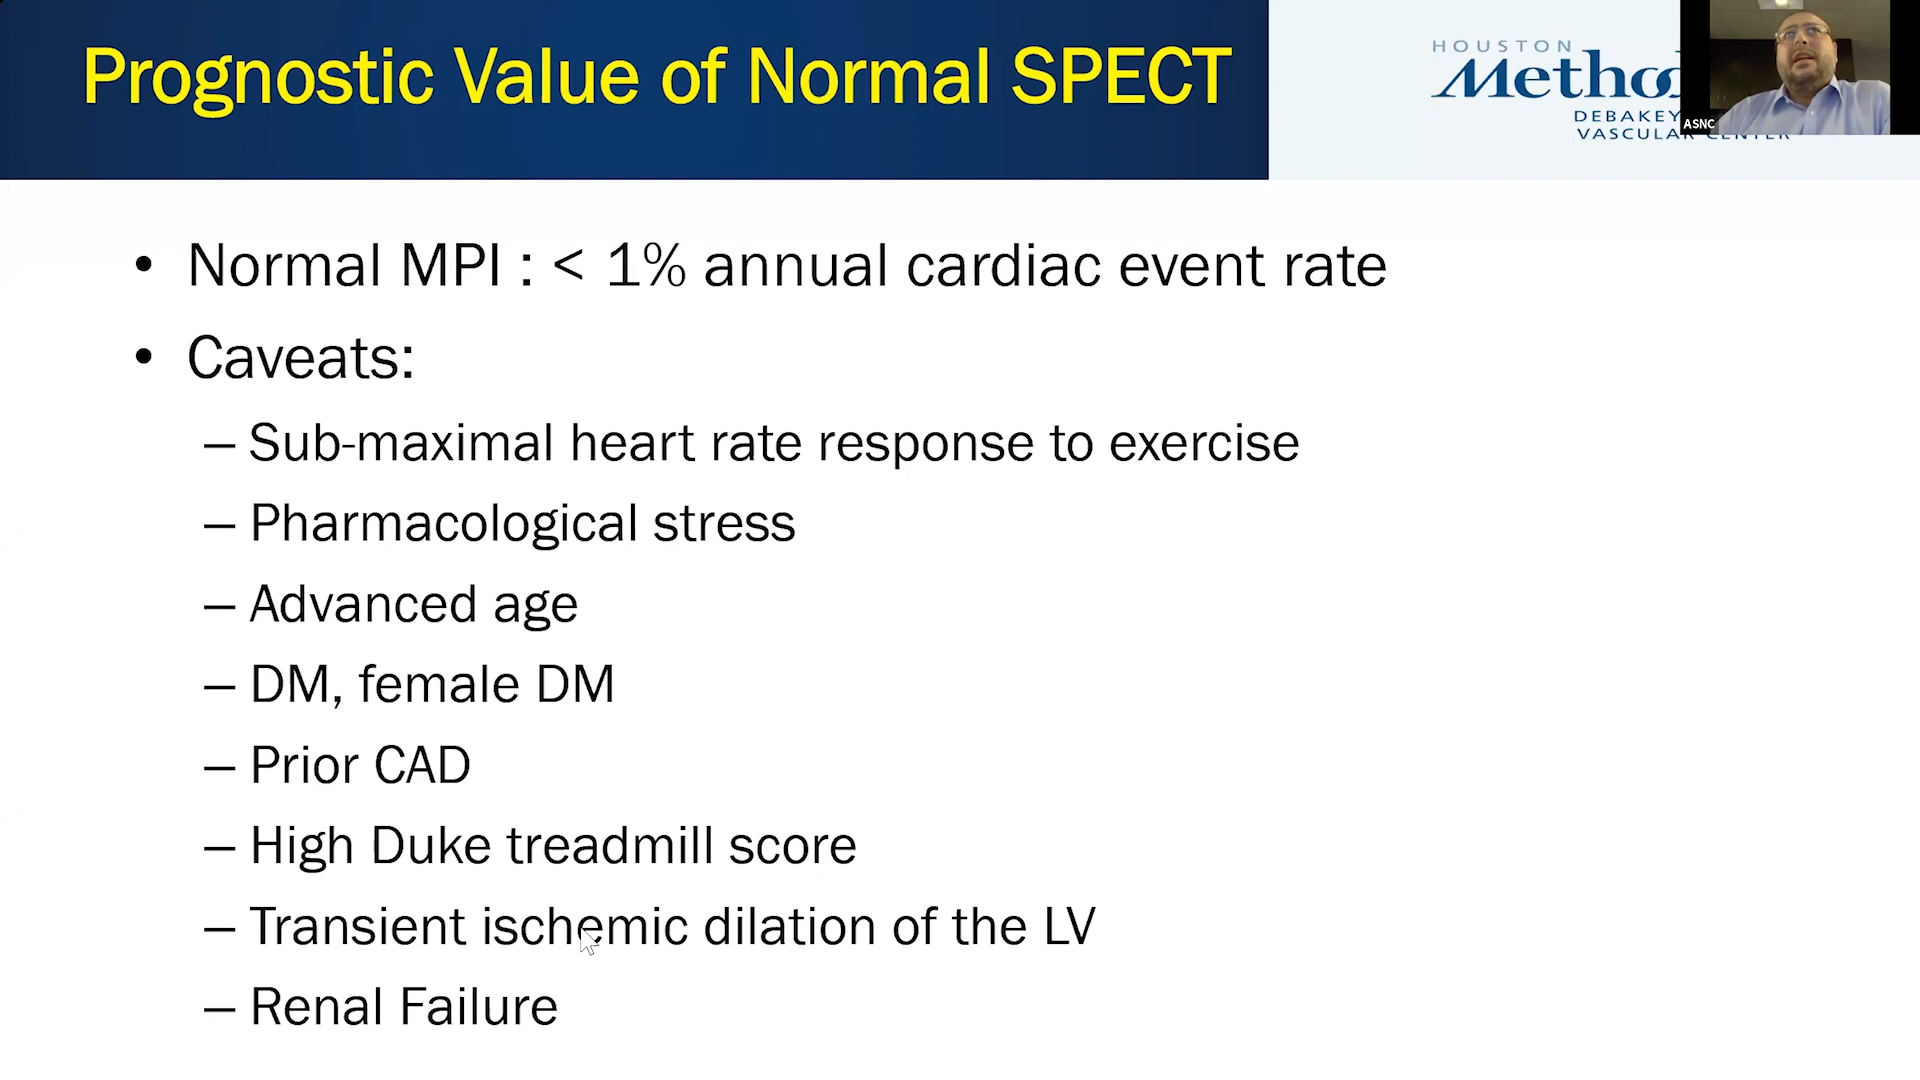 Prognostic Value of Normal SPECT
HOUSTON
DEBAKEY
VASCULAR CENTER
ASNC
• Normal MPI : < 1% annual cardiac event rate
• Caveats:
– Sub-maximal heart rate response to exercise
– Pharmacological stress
– Advanced age
– DM, female DM
– Prior CAD
– High Duke treadmill score
– Transient ischemic dilation of the LV
– Renal Failure